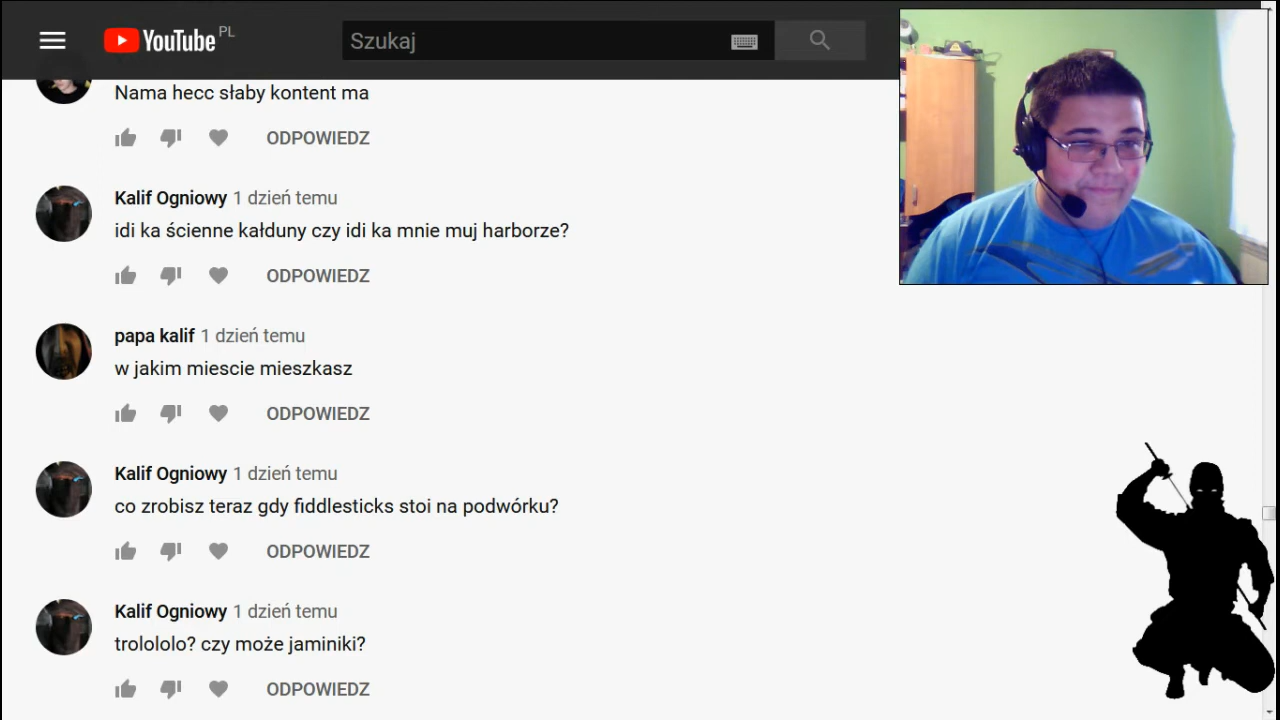 YouTube PL
Szukaj
Nama hecc słaby kontent ma
ODPOWIEDZ
Kalif Ogniowy 1 dzień temu
idi ka ścienne kałduny czy idi ka mnie muj harborze?
ODPOWIEDZ
papa kalif 1 dzień temu
w jakim miescie mieszkasz
ODPOWIEDZ
Kalif Ogniowy 1 dzień temu
co zrobisz teraz gdy fiddlesticks stoi na podwórku?
ODPOWIEDZ
Kalif Ogniowy 1 dzień temu
trolololo? czy może jaminiki?
ODPOWIEDZ